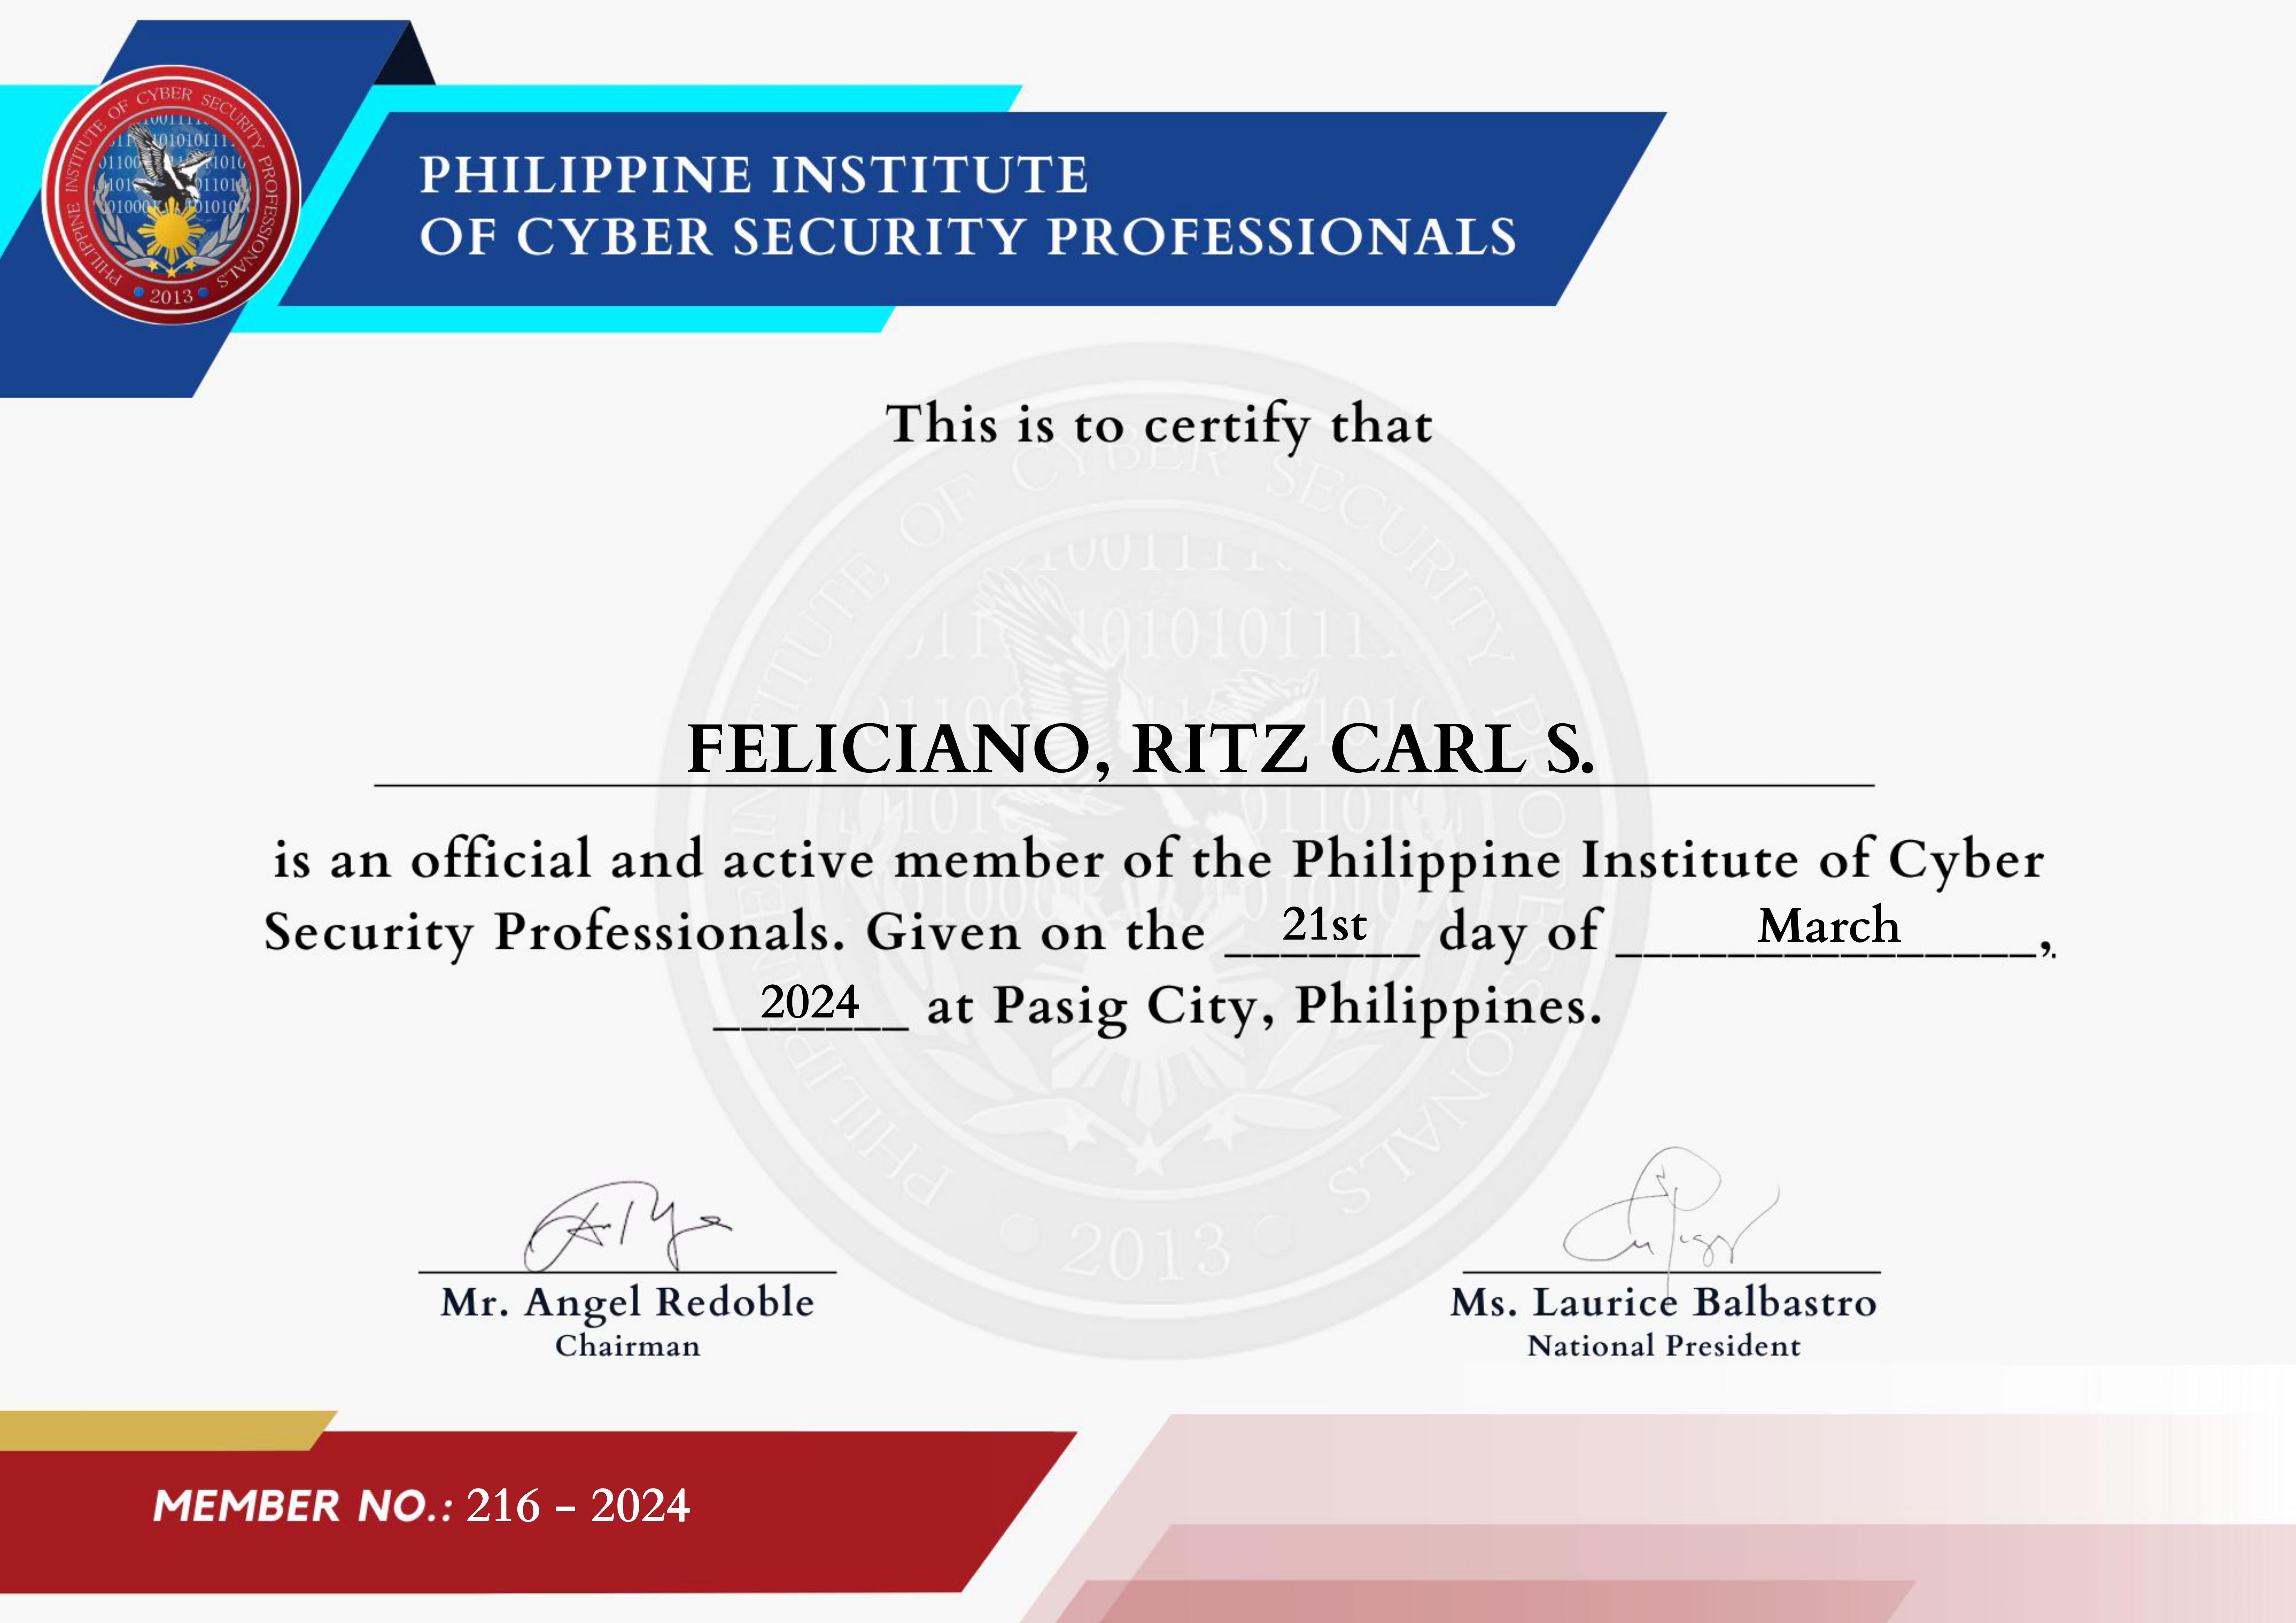 PHILIPPINE INSTITUTE OF CYBER SECURITY PROFESSIONALS
2013
PHILIPPINE INSTITUTE
OF CYBER SECURITY PROFESSIONALS
This is to certify that
FELICIANO, RITZ CARL S.
is an official and active member of the Philippine Institute of Cyber
Security Professionals. Given on the 21st day of March,.
2024 at Pasig City, Philippines.
Mr. Angel Redoble
Chairman
Ms. Laurice Balbastro
National President
MEMBER NO.: 216 - 2024